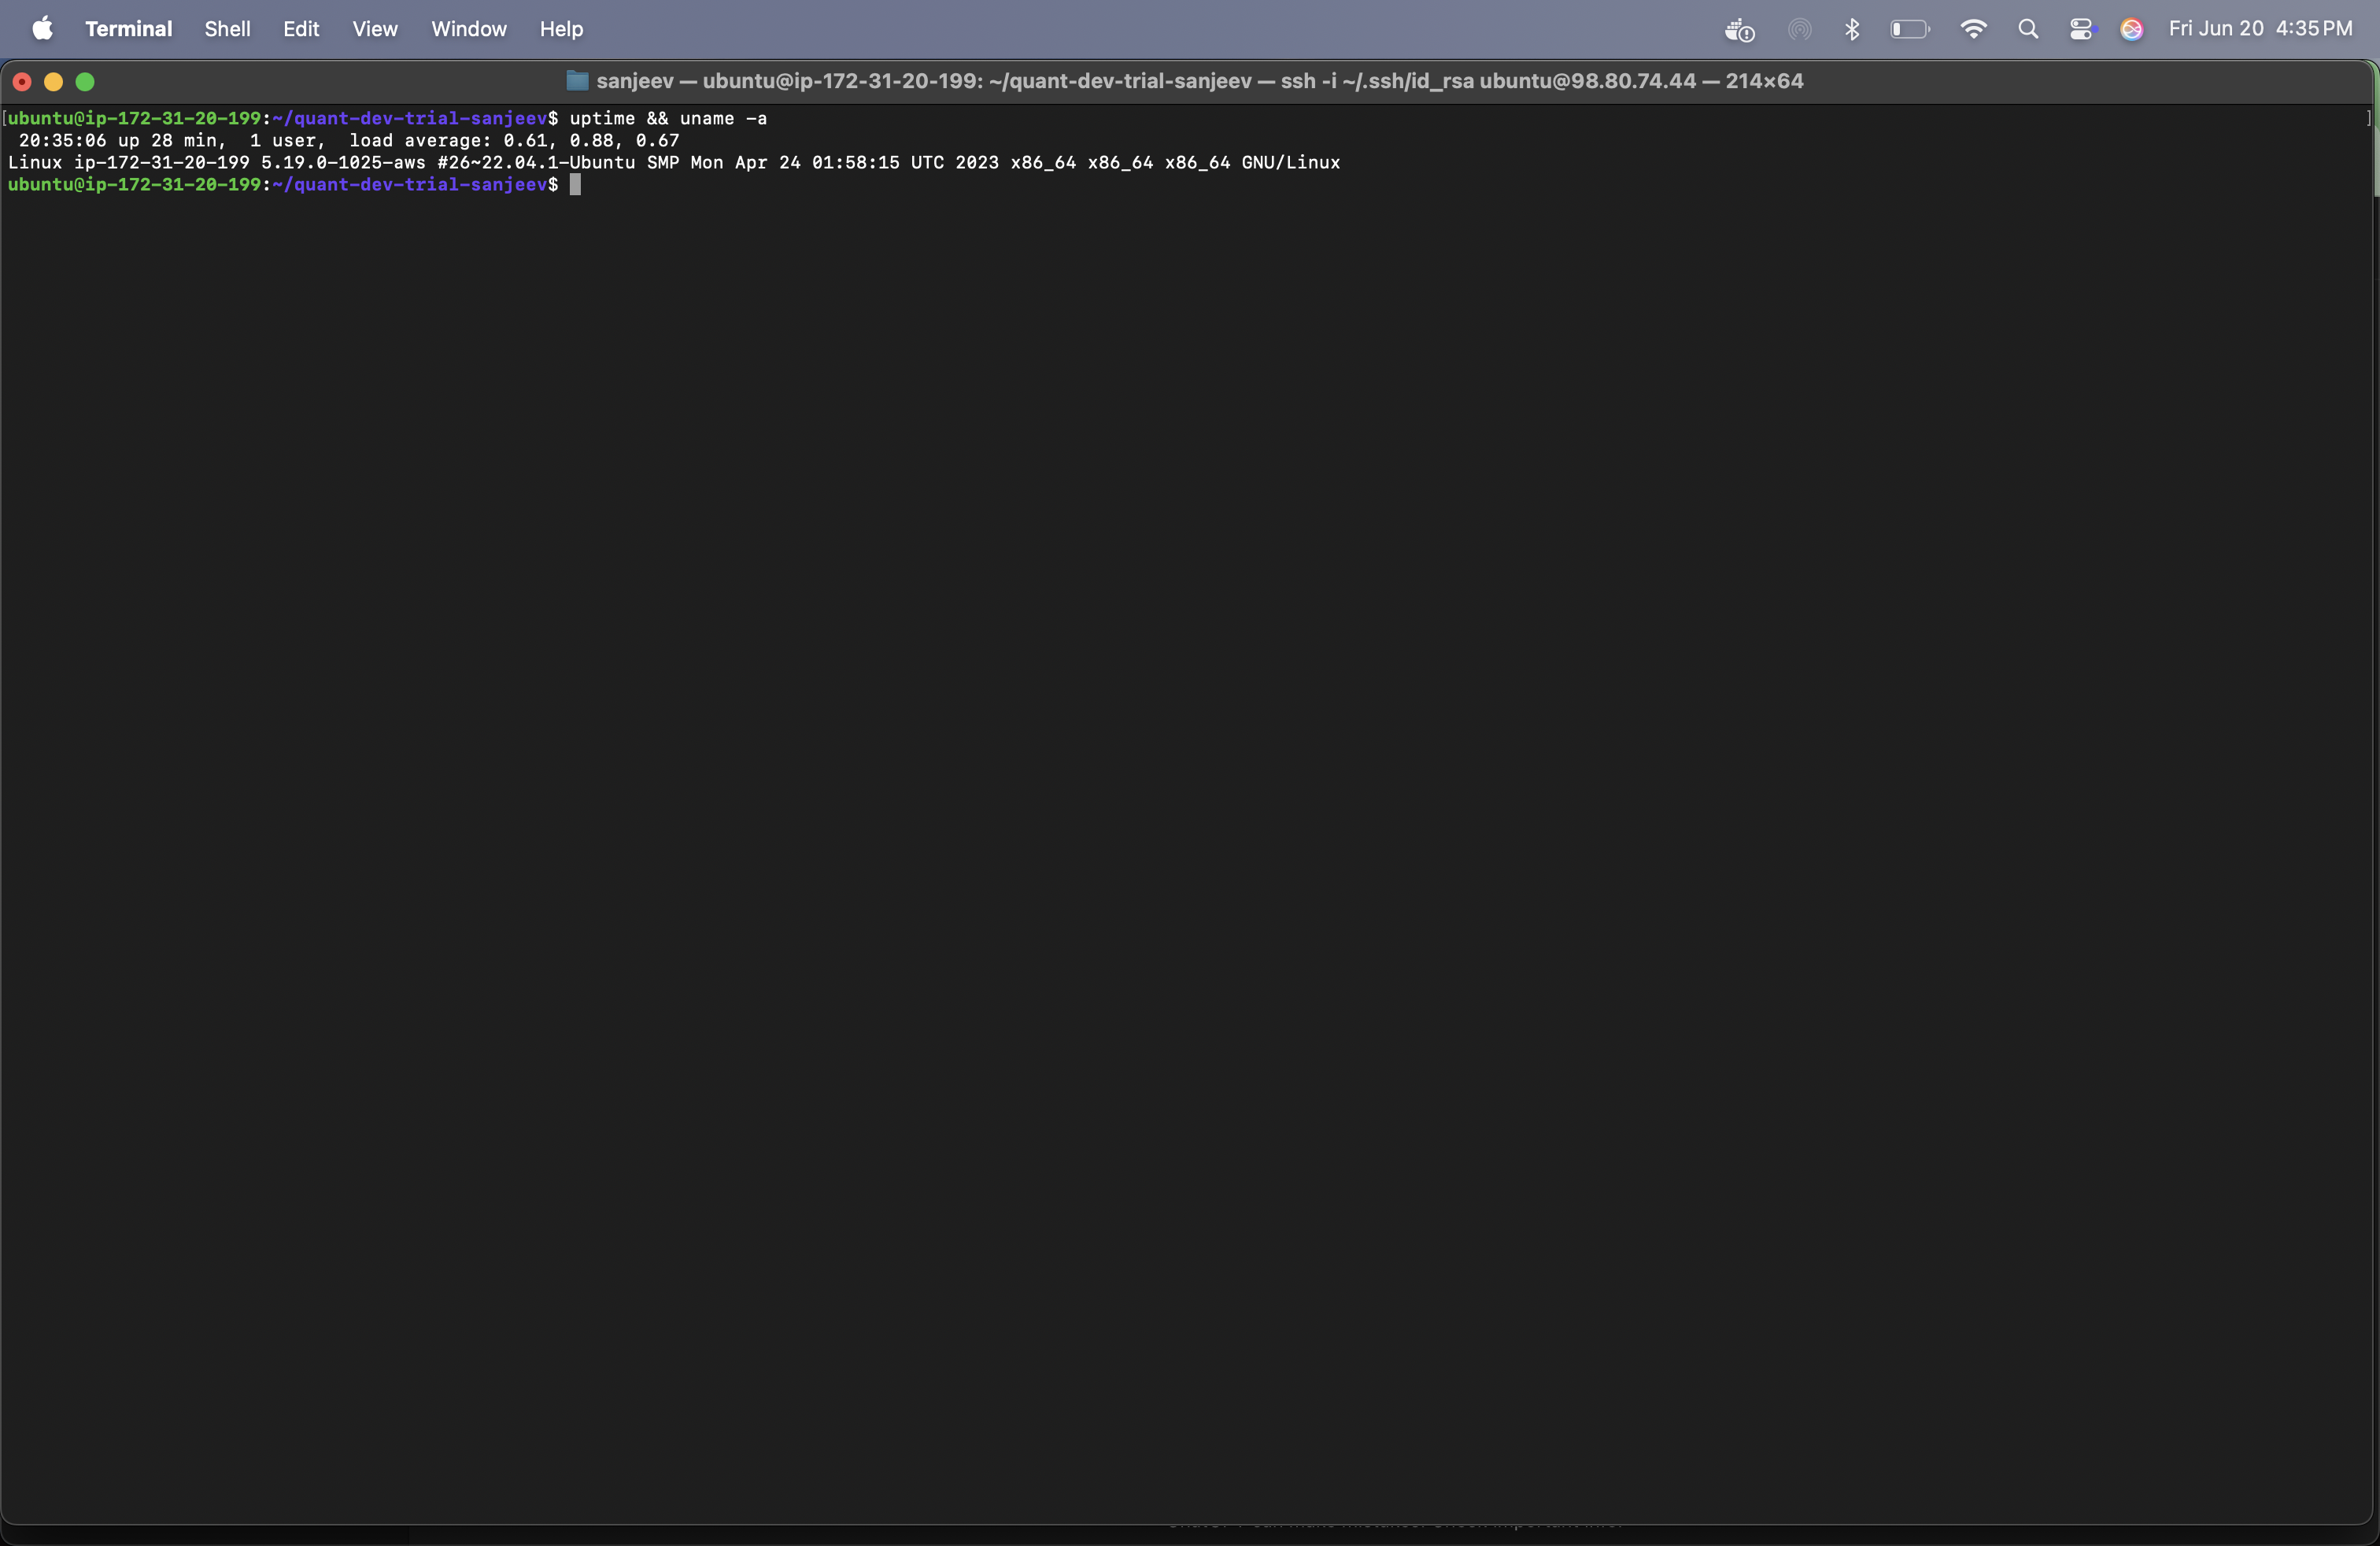 Terminal Shell Edit View Window Help Fri Jun 20 4:35 PM
sanjeev — ubuntu@ip-172-31-20-199: ~/quant-dev-trial-sanjeev — ssh -i ~/.ssh/id_rsa ubuntu@98.80.74.44 — 214×64
[ubuntu@ip-172-31-20-199:~/quant-dev-trial-sanjeev$ uptime && uname -a ]
20:35:06 up 28 min, 1 user, load average: 0.61, 0.88, 0.67
Linux ip-172-31-20-199 5.19.0-1025-aws #26~22.04.1-Ubuntu SMP Mon Apr 24 01:58:15 UTC 2023 x86_64 x86_64 x86_64 GNU/Linux
ubuntu@ip-172-31-20-199:~/quant-dev-trial-sanjeev$